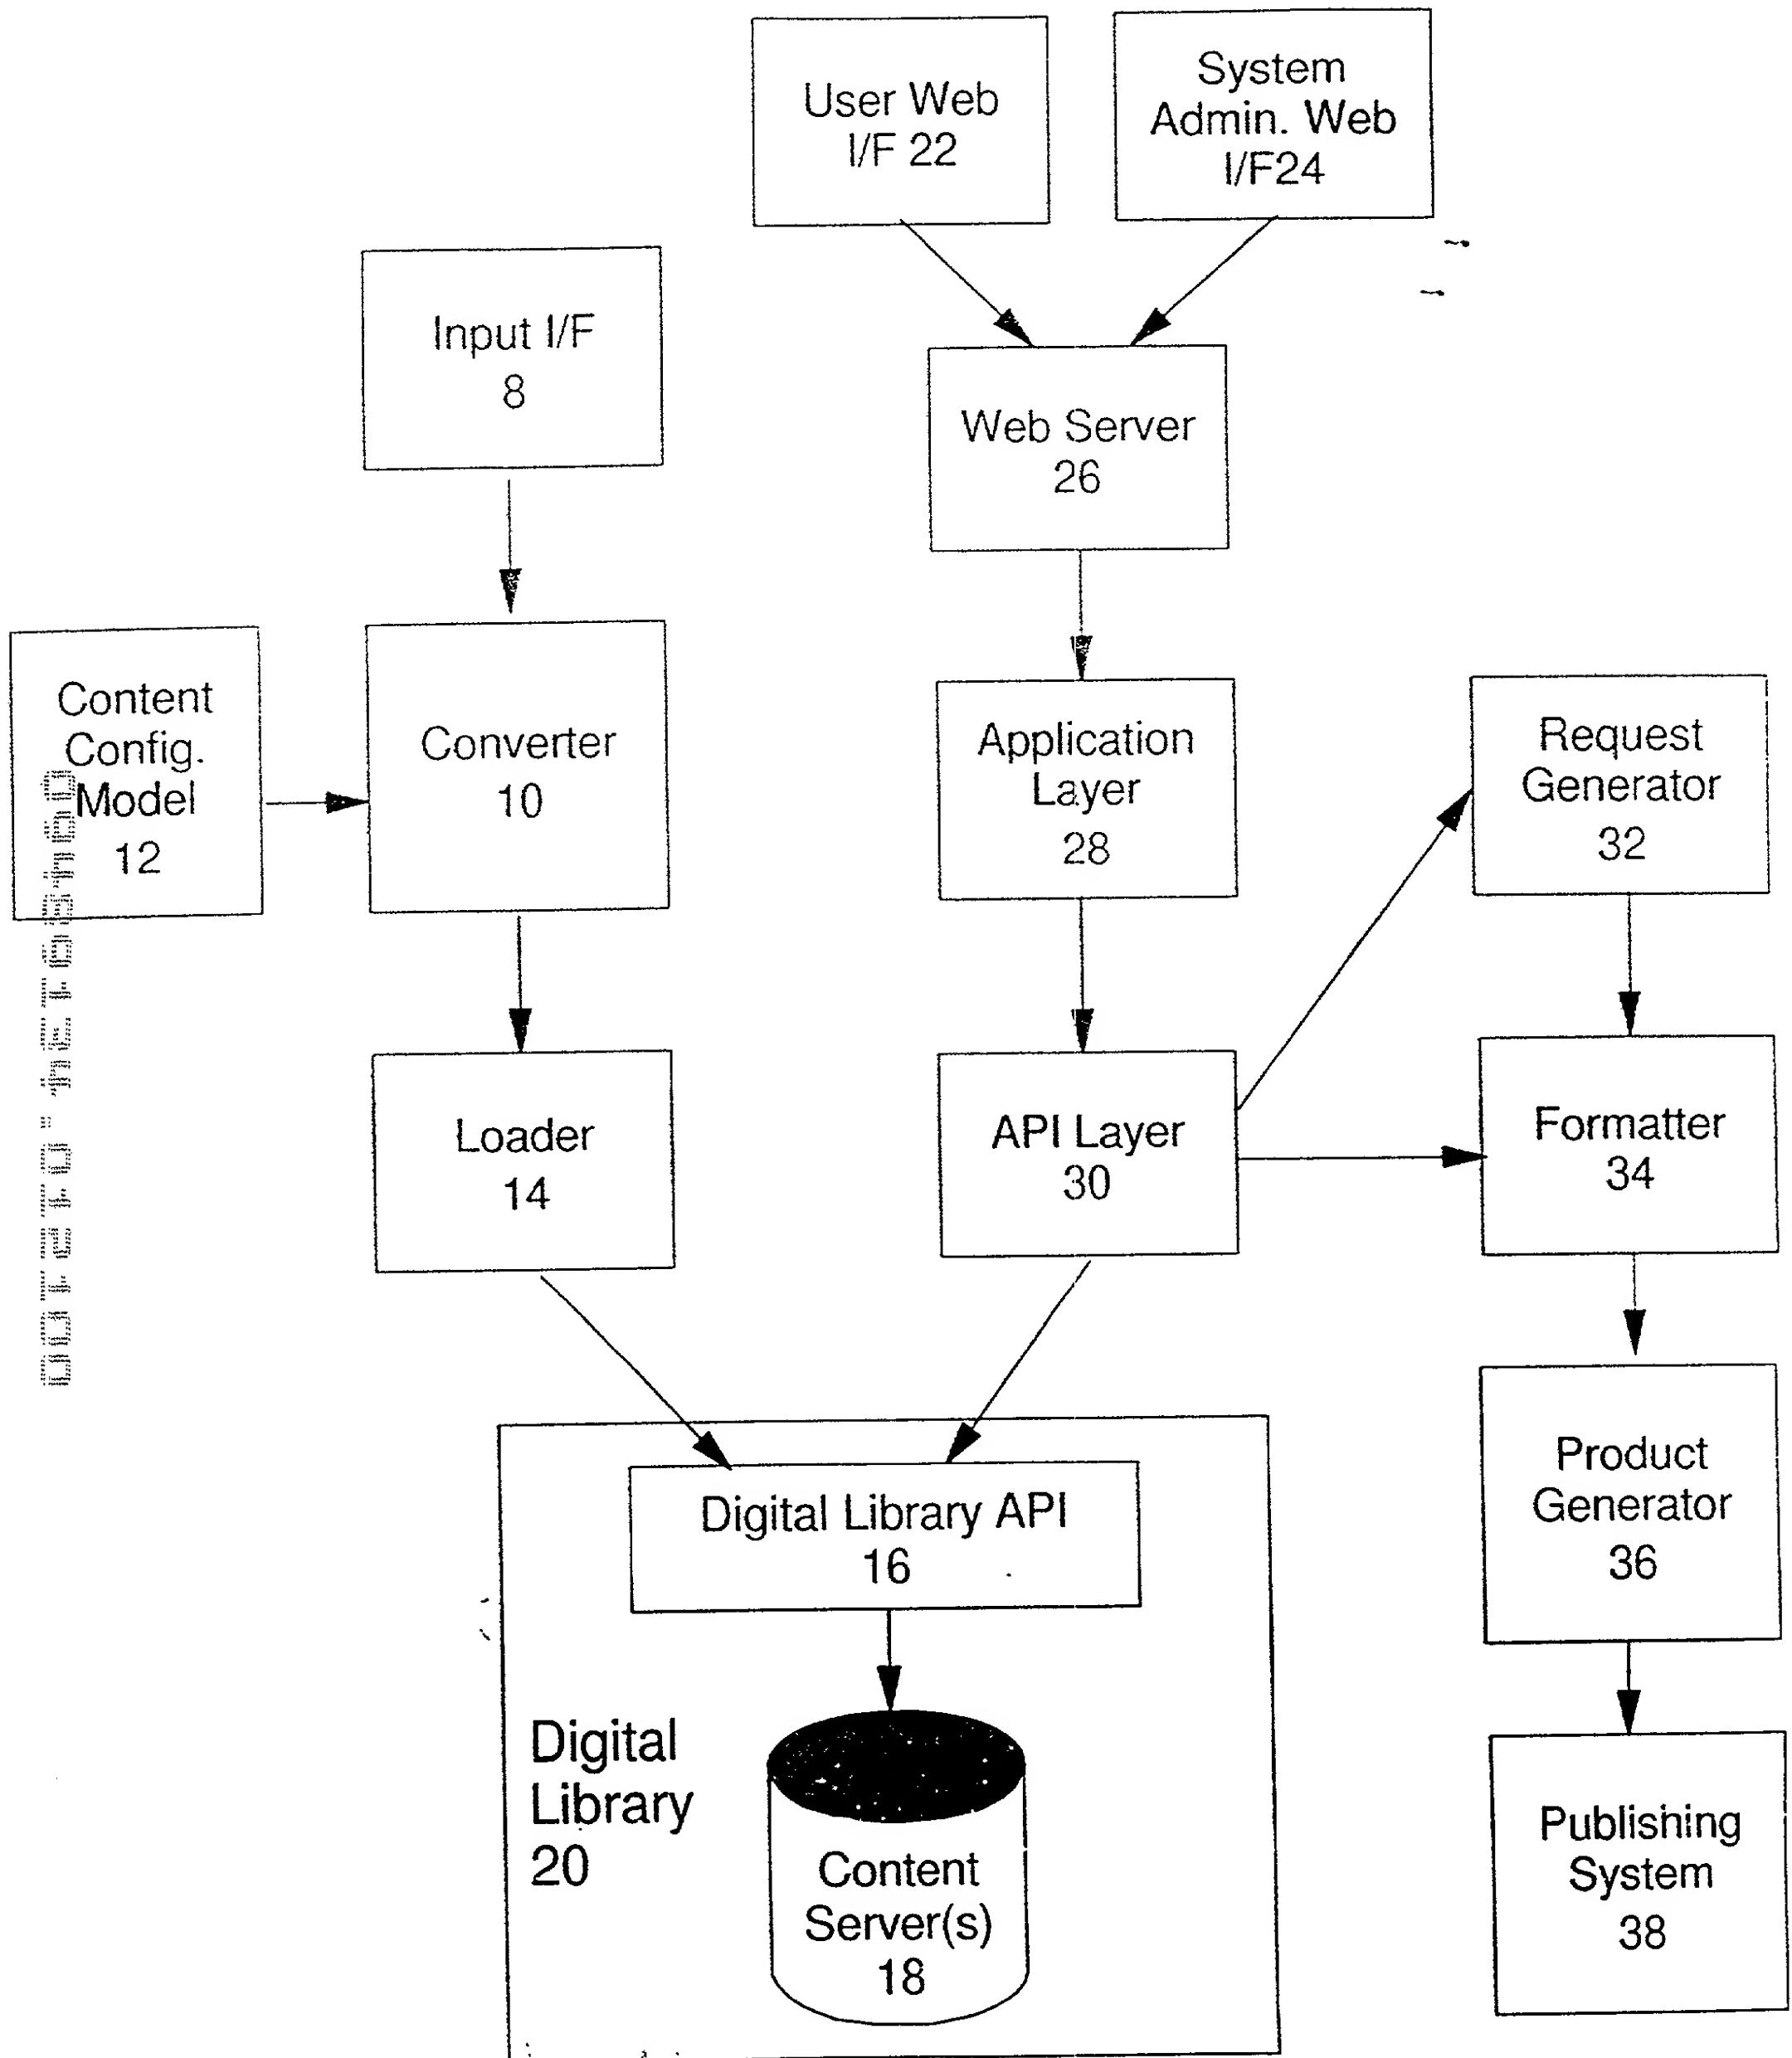 User Web
I/F 22
System
Admin. Web
I/F24
Input I/F
8
Web Server
26
Content
Config.
Model
12
Converter
10
Application
Layer
28
Request
Generator
32
Loader
14
API Layer
30
Formatter
34
Digital Library API
16
Product
Generator
36
Digital
Library
20
Content
Server(s)
18
Publishing
System
38